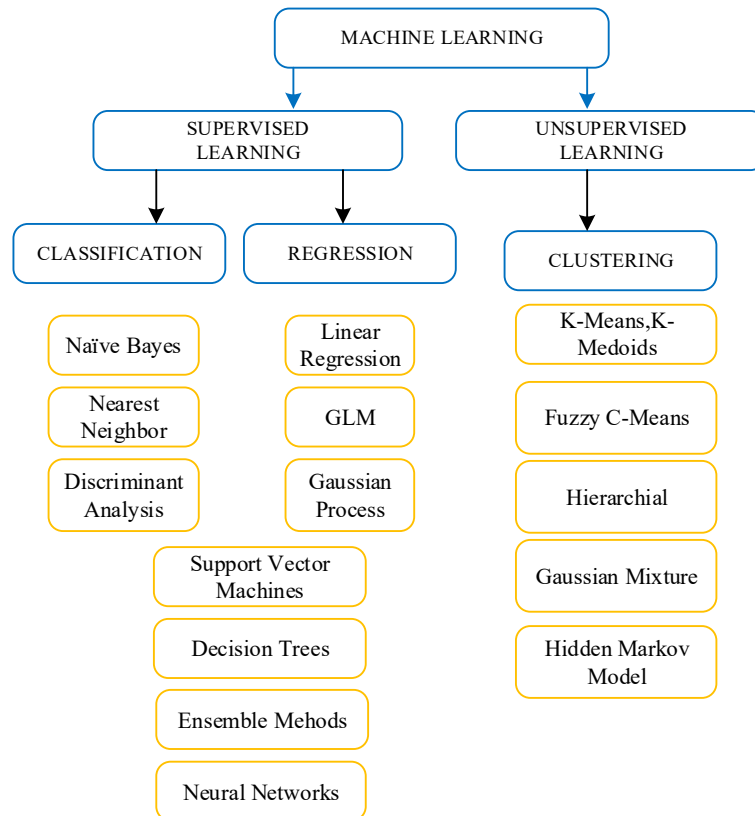 MACHINE LEARNING
SUPERVISED
LEARNING
UNSUPERVISED
LEARNING
CLASSIFICATION
REGRESSION
CLUSTERING
Naïve Bayes
Nearest
Neighbor
Discriminant
Analysis
Linear
Regression
GLM
Gaussian
Process
Support Vector
Machines
Decision Trees
Ensemble Mehods
Neural Networks
K-Means,K-
Medoids
Fuzzy C-Means
Hierarchial
Gaussian Mixture
Hidden Markov
Model